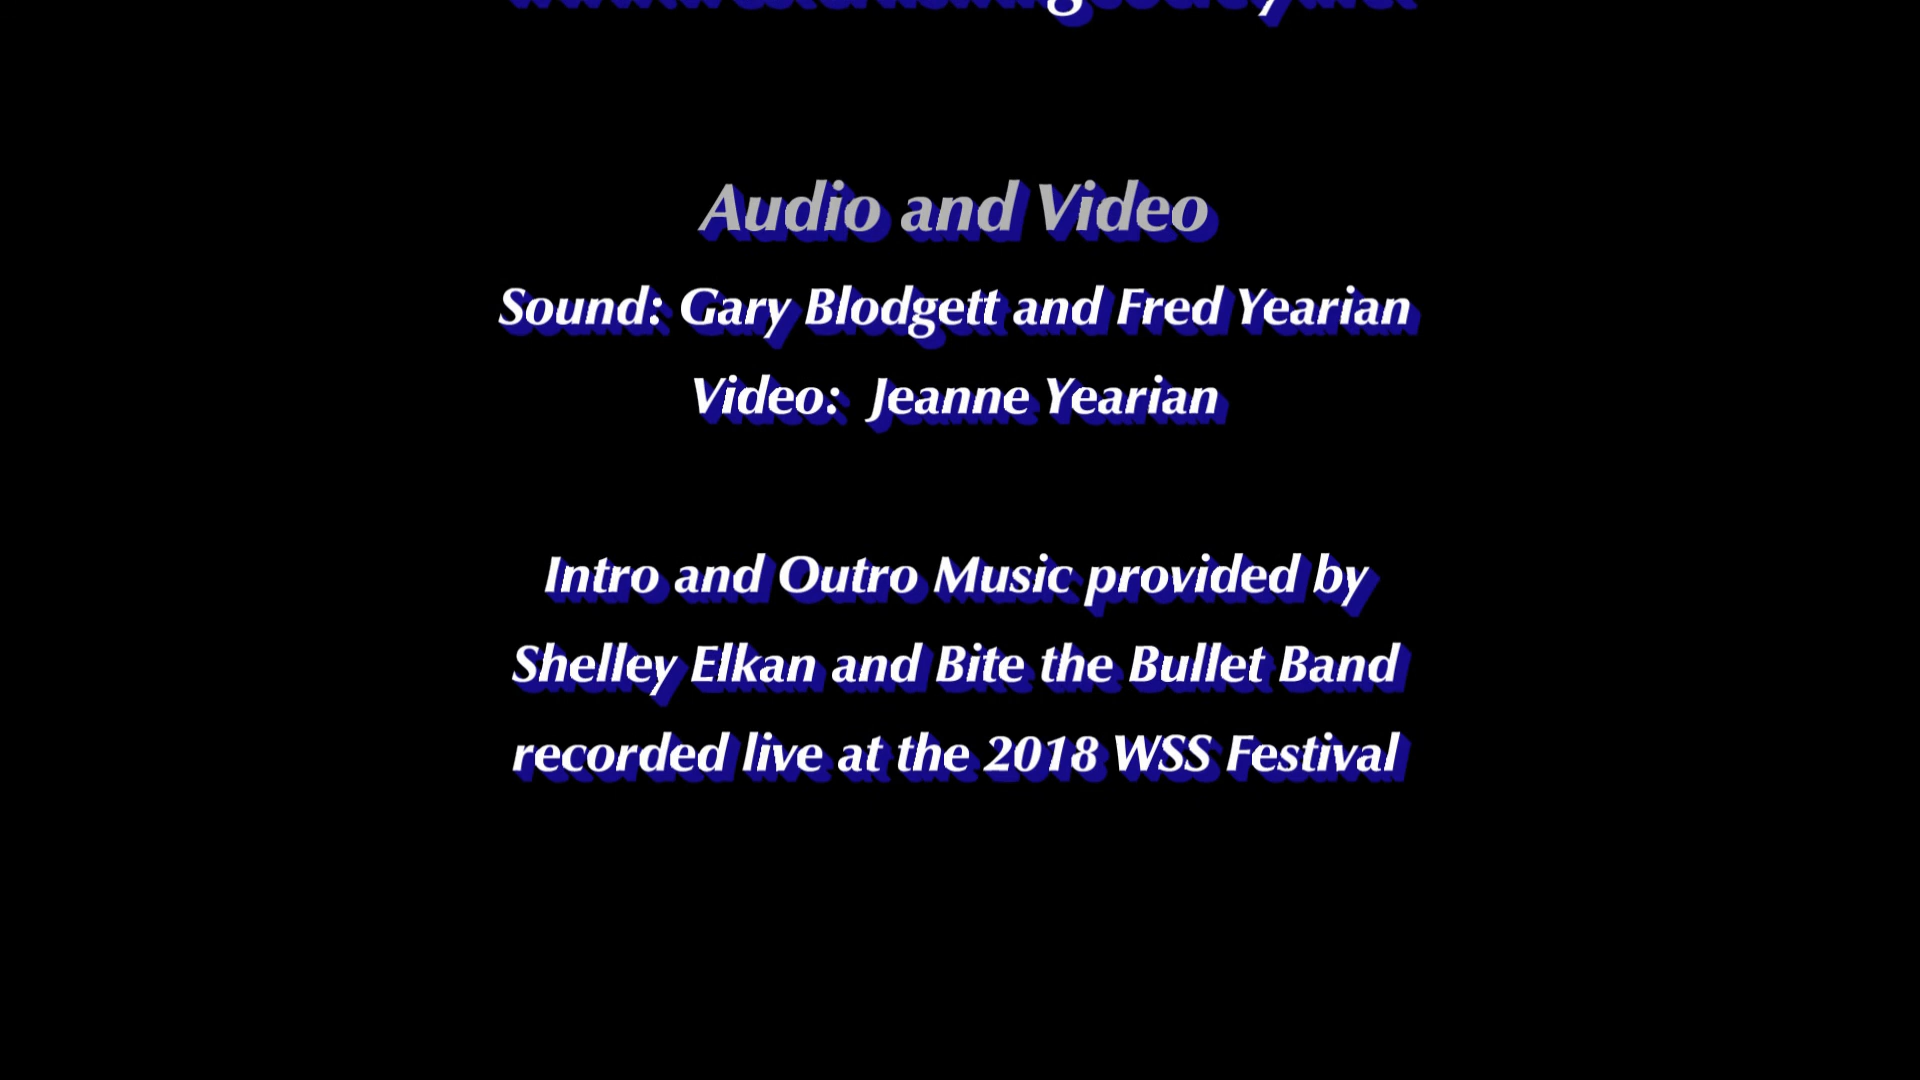 Audio and Video
Sound: Gary Blodgett and Fred Yearian
Video: Jeanne Yearian
Intro and Outro Music provided by
Shelley Elkan and Bite the Bullet Band
recorded live at the 2018 WSS Festival